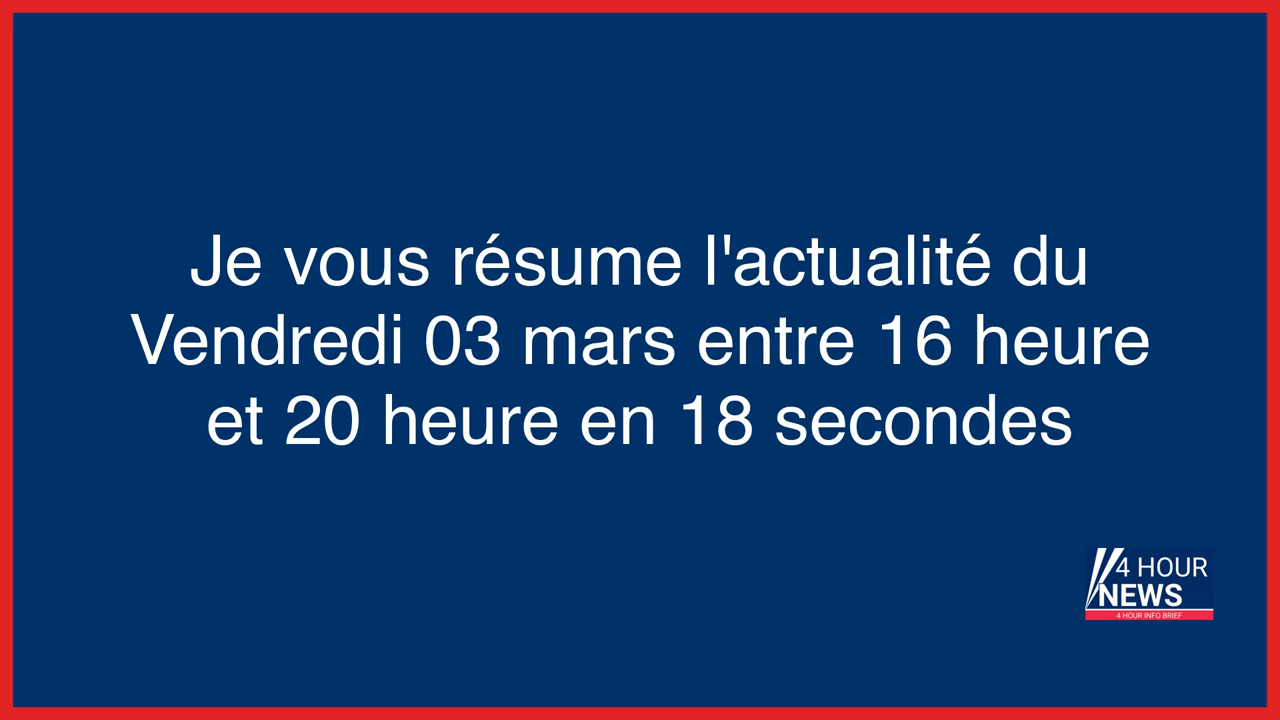 Je vous résume l'actualité du
Vendredi 03 mars entre 16 heure
et 20 heure en 18 secondes
4 HOUR
NEWS
4 HOUR INFO BRIEF